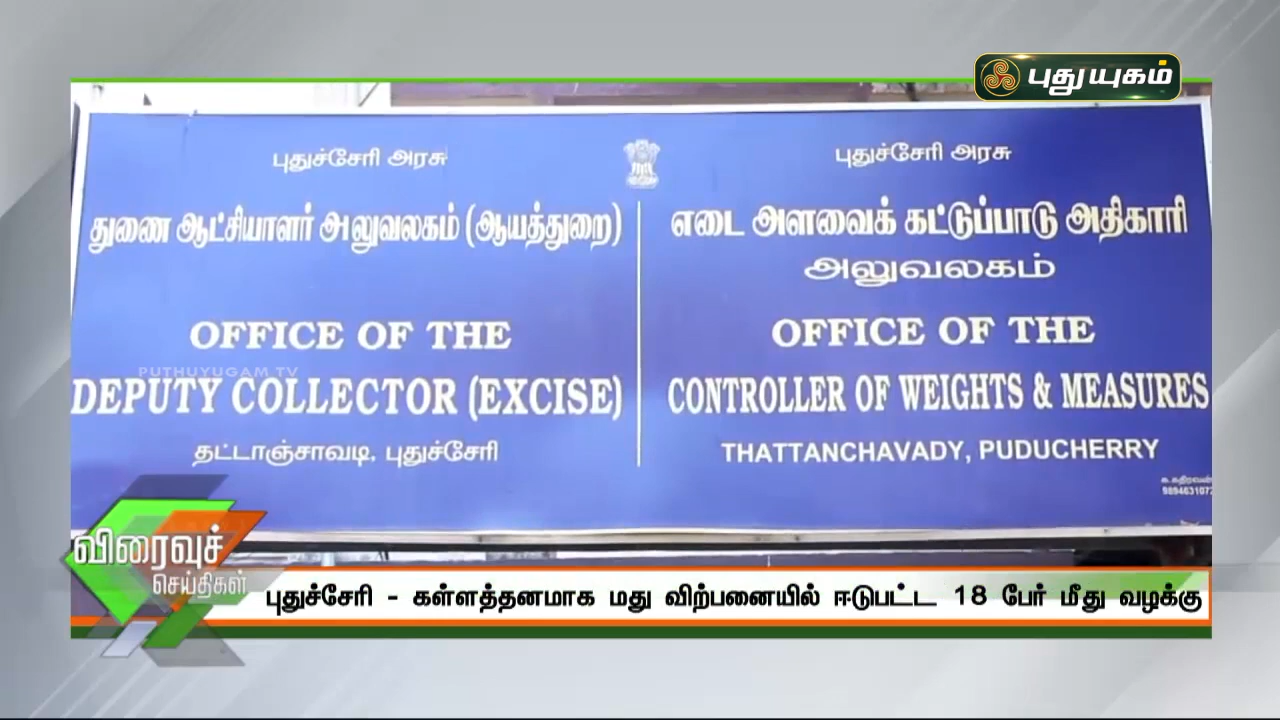 புதுயுகம்
புதுச்சேரி அரசு
துணை ஆட்சியாளர் அலுவலகம் (ஆயத்துறை)
OFFICE OF THE
DEPUTY COLLECTOR (EXCISE)
தட்டாஞ்சாவடி, புதுச்சேரி
புதுச்சேரி அரசு
எடை அளவைக் கட்டுப்பாடு அதிகாரி
அலுவலகம்
OFFICE OF THE
CONTROLLER OF WEIGHTS & MEASURES
THATTANCHAVADY, PUDUCHERRY
PUTHUYUGAM TV
விரைவுச்
செய்திகள்
புதுச்சேரி - கள்ளத்தனமாக மது விற்பனையில் ஈடுபட்ட 18 பேர் மீது வழக்கு